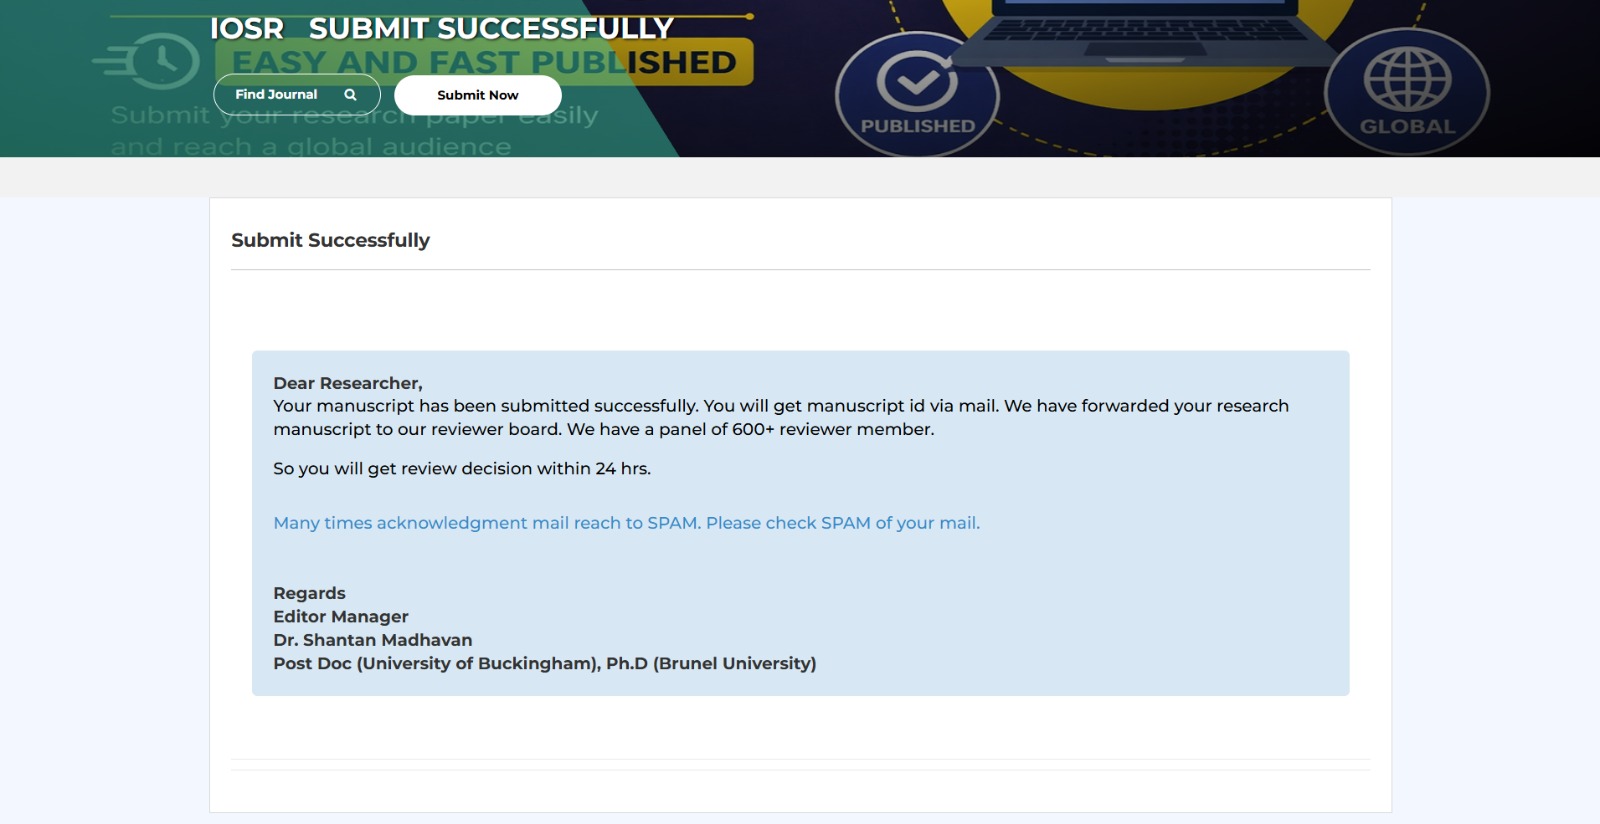 IOSR SUBMIT SUCCESSFULLY
EASY AND FAST PUBLISHED
Find Journal
Submit Now
Submit your research paper easily
and reach a global audience
PUBLISHED
GLOBAL
Submit Successfully
Dear Researcher,
Your manuscript has been submitted successfully. You will get manuscript id via mail. We have forwarded your research
manuscript to our reviewer board. We have a panel of 600+ reviewer member.
So you will get review decision within 24 hrs.
Many times acknowledgment mail reach to SPAM. Please check SPAM of your mail.
Regards
Editor Manager
Dr. Shantan Madhavan
Post Doc (University of Buckingham), Ph.D (Brunel University)